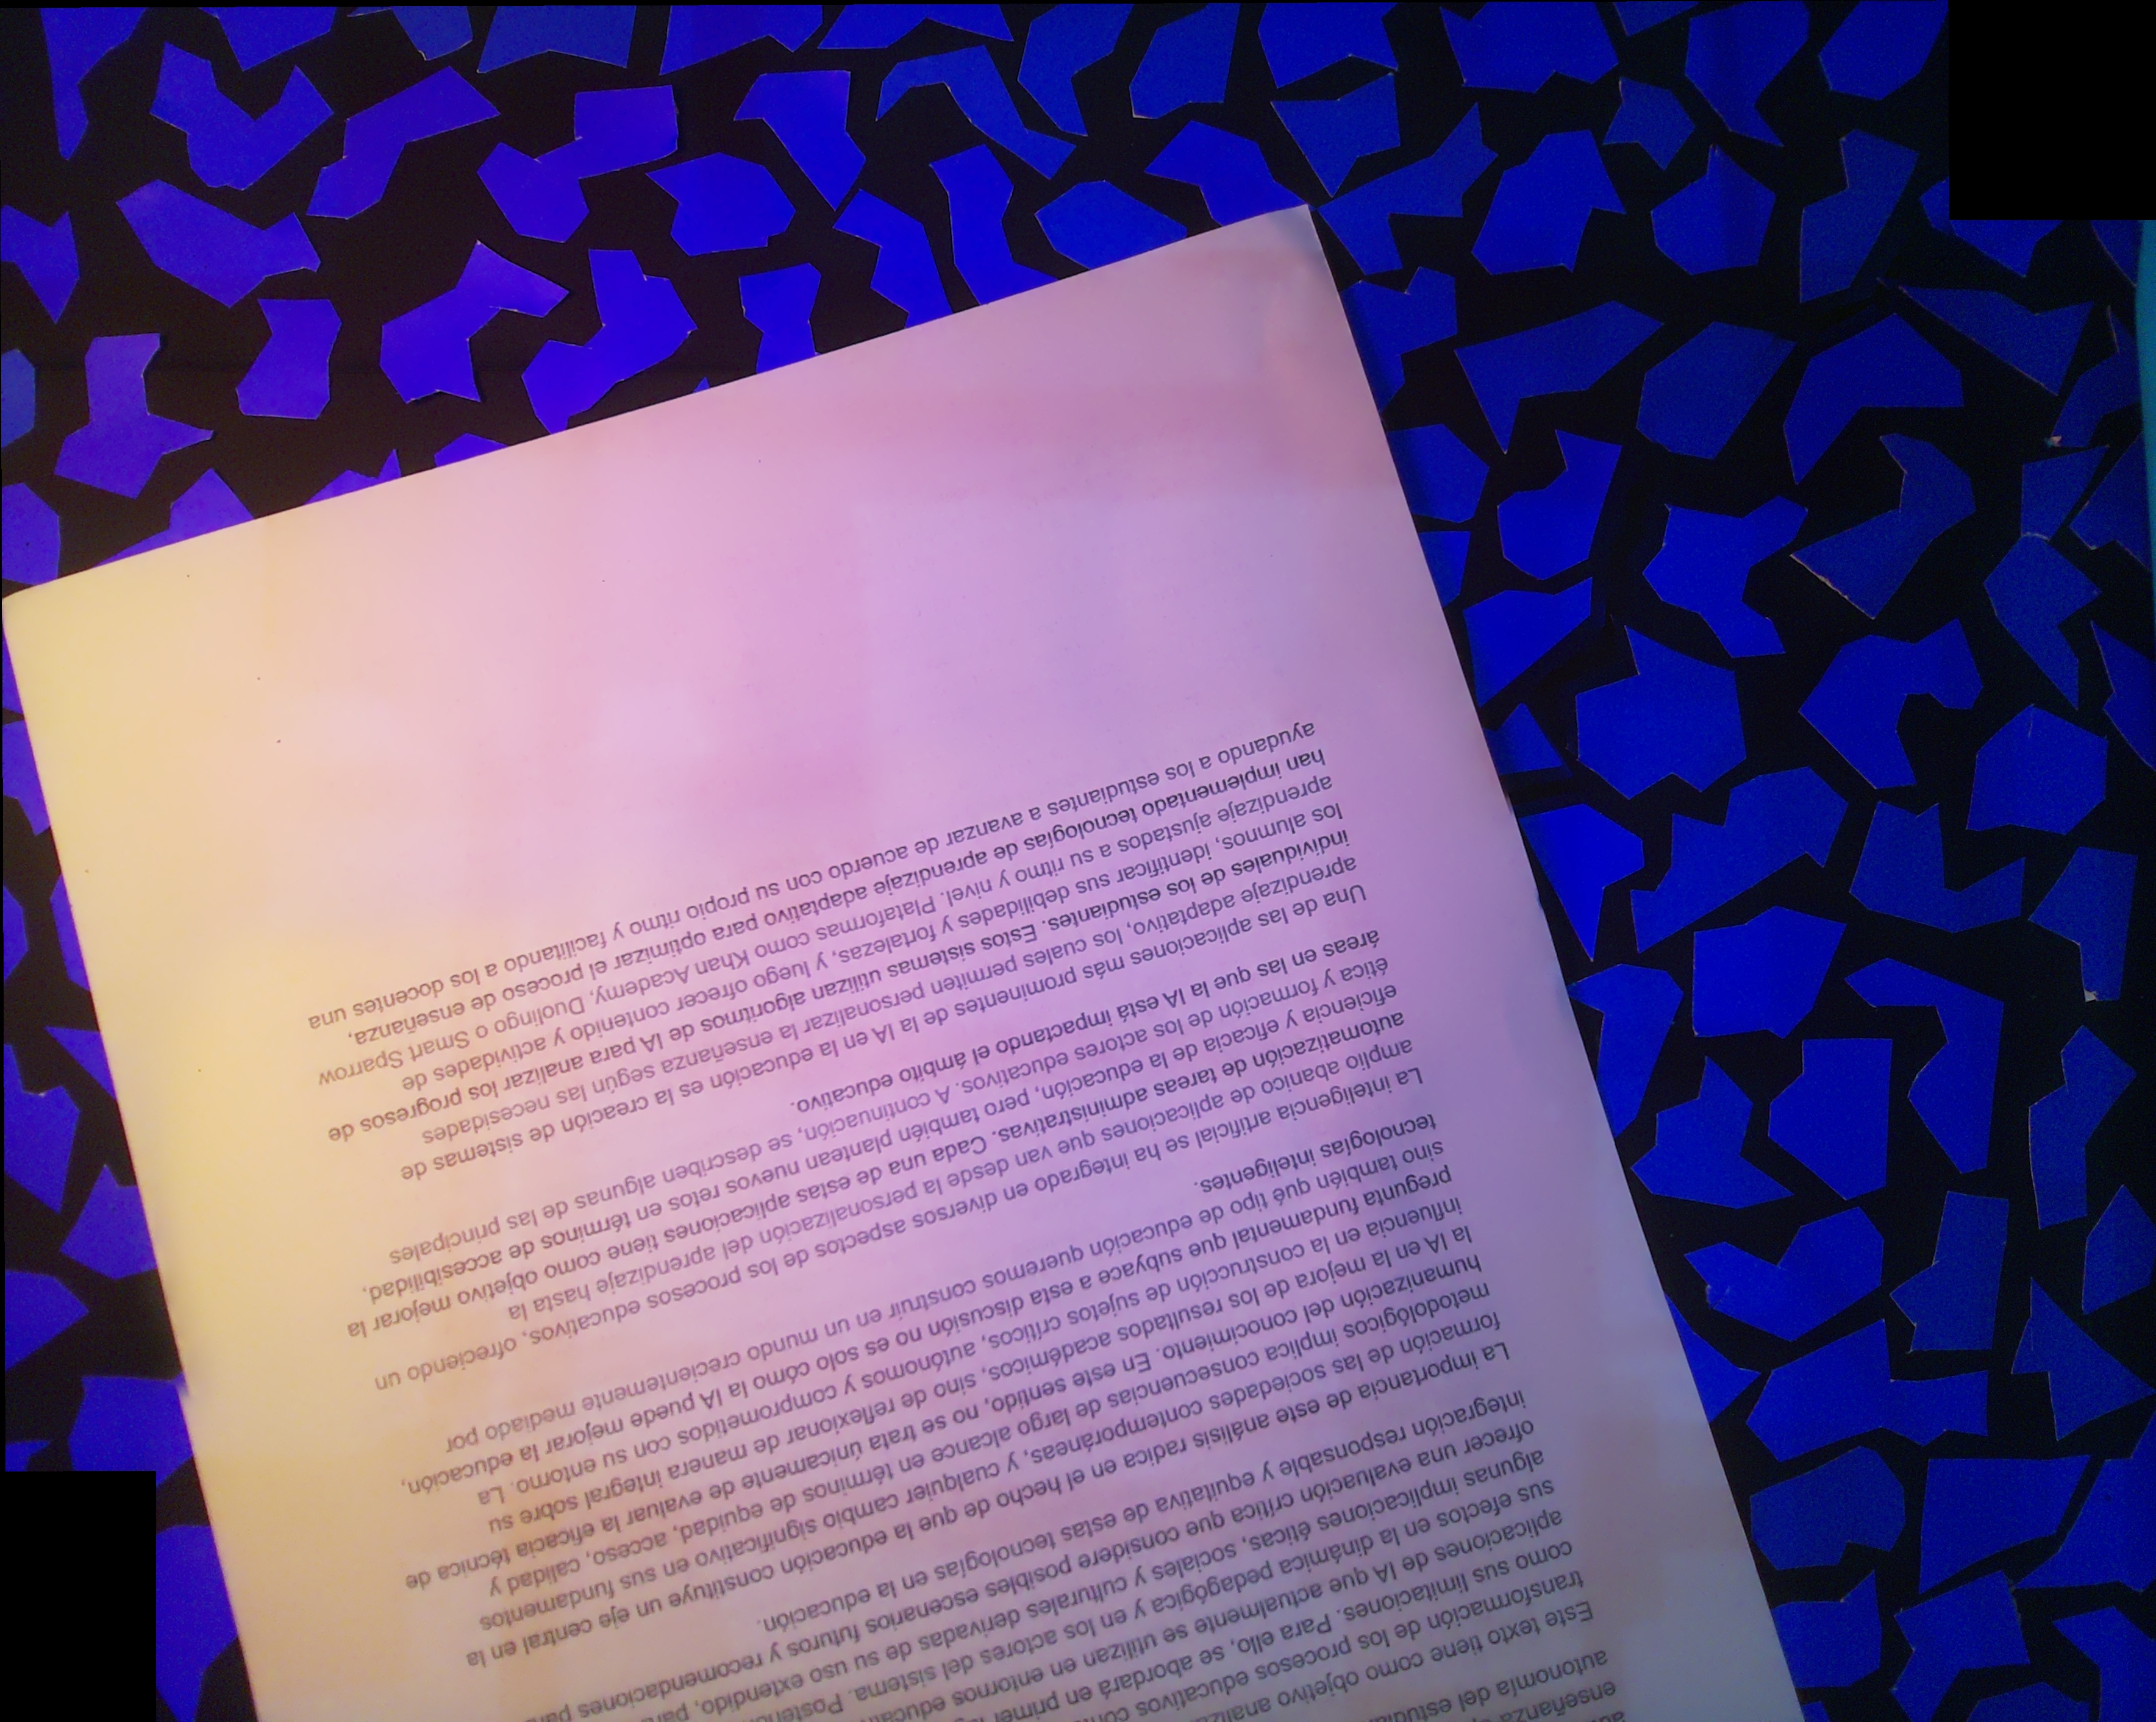 enseñanza
autonomía del estudi
Este texto tiene como objetivo analizar
transformación de los procesos educativos
como sus limitaciones. Para ello, se abordará en primer
aplicaciones de IA que actualmente se utilizan en entornos
sus efectos en la dinámica pedagógica y en los actores del sistema.
algunas implicaciones éticas, sociales y culturales derivadas de su uso extendido,
ofrecer una evaluación crítica que considere posibles escenarios futuros y recomendaciones
integración responsable y equitativa de estas tecnologías en la educación.
La importancia de este análisis radica en el hecho de que la educación constituye un eje central en la
formación de las sociedades contemporáneas, y cualquier cambio significativo en sus fundamentos
metodológicos implica consecuencias de largo alcance en términos de equidad, acceso, calidad y
humanización del conocimiento. En este sentido, no se trata únicamente de evaluar la eficacia técnica de
la IA en la mejora de los resultados académicos, sino de reflexionar de manera integral sobre su
influencia en la construcción de sujetos críticos, autónomos y comprometidos con su entorno. La
pregunta fundamental que subyace a esta discusión no es solo cómo la IA puede mejorar la educación,
sino también qué tipo de educación queremos construir en un mundo crecientemente mediado por
tecnologías inteligentes.
La inteligencia artificial se ha integrado en diversos aspectos de los procesos educativos, ofreciendo un
amplio abanico de aplicaciones que van desde la personalización del aprendizaje hasta la
automatización de tareas administrativas. Cada una de estas aplicaciones tiene como objetivo mejorar la
eficiencia y eficacia de la educación, pero también plantean nuevos retos en términos de accesibilidad,
ética y formación de los actores educativos. A continuación, se describen algunas de las principales
áreas en las que la IA está impactando el ámbito educativo.
Una de las aplicaciones más prominentes de la IA en la educación es la creación de sistemas de
aprendizaje adaptativo, los cuales permiten personalizar la enseñanza según las necesidades
individuales de los estudiantes. Estos sistemas utilizan algoritmos de IA para analizar los progresos de
los alumnos, identificar sus debilidades y fortalezas, y luego ofrecer contenido y actividades de
aprendizaje ajustados a su ritmo y nivel. Plataformas como Khan Academy, Duolingo o Smart Sparrow
han implementado tecnologías de aprendizaje adaptativo para optimizar el proceso de enseñanza,
ayudando a los estudiantes a avanzar de acuerdo con su propio ritmo y facilitando a los docentes una